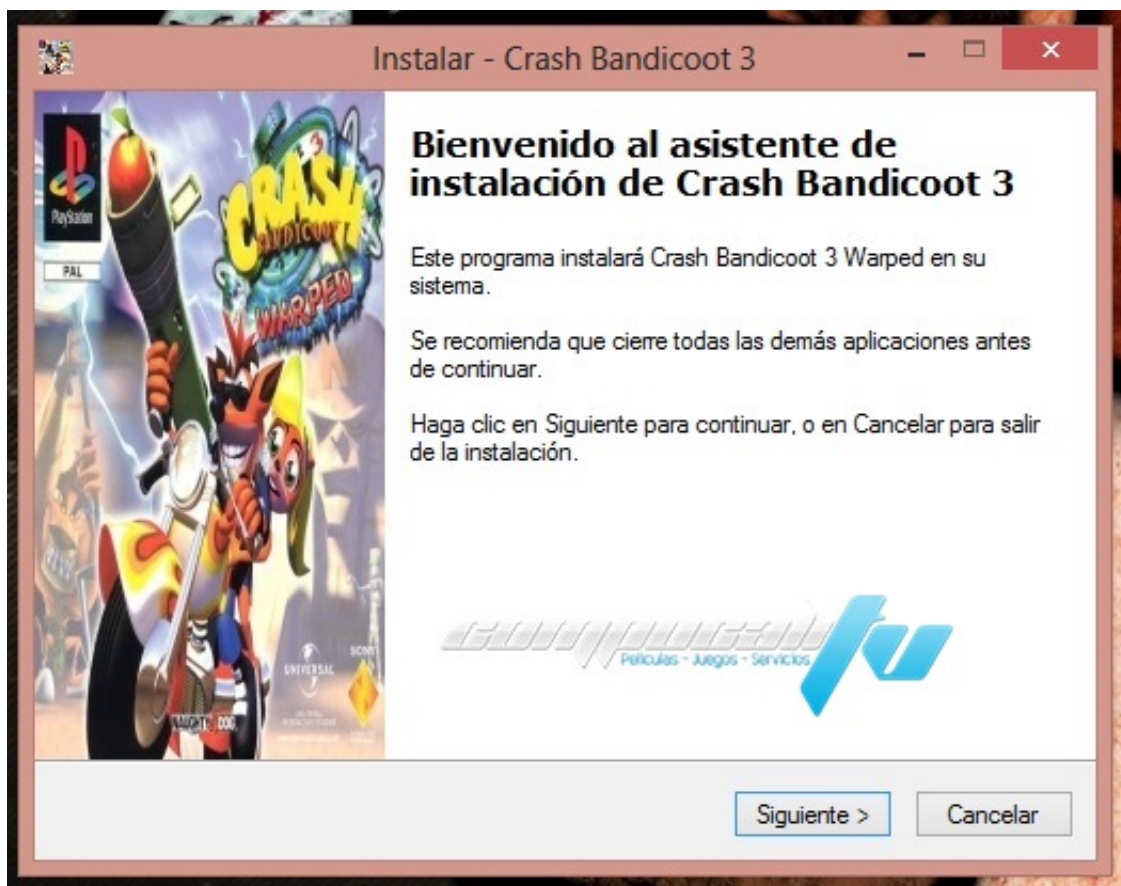 Instalar - Crash Bandicoot 3
PlayStation
PAL
CRASH
BANDICOOT
WARPED
UNIVERSAL
SONY
NAUGHTY DOG
Bienvenido al asistente de
instalación de Crash Bandicoot 3
Este programa instalará Crash Bandicoot 3 Warped en su
sistema.
Se recomienda que cierre todas las demás aplicaciones antes
de continuar.
Haga clic en Siguiente para continuar, o en Cancelar para salir
de la instalación.
compucalitv
Películas - Juegos - Servicios
Siguiente >
Cancelar